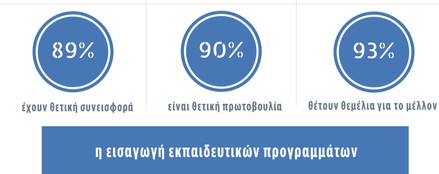 89% 90% 93%
έχουν θετική συνεισφορά είναι θετική πρωτοβουλία θέτουν θεμέλια για το μέλλον
η εισαγωγή εκπαιδευτικών προγραμμάτων